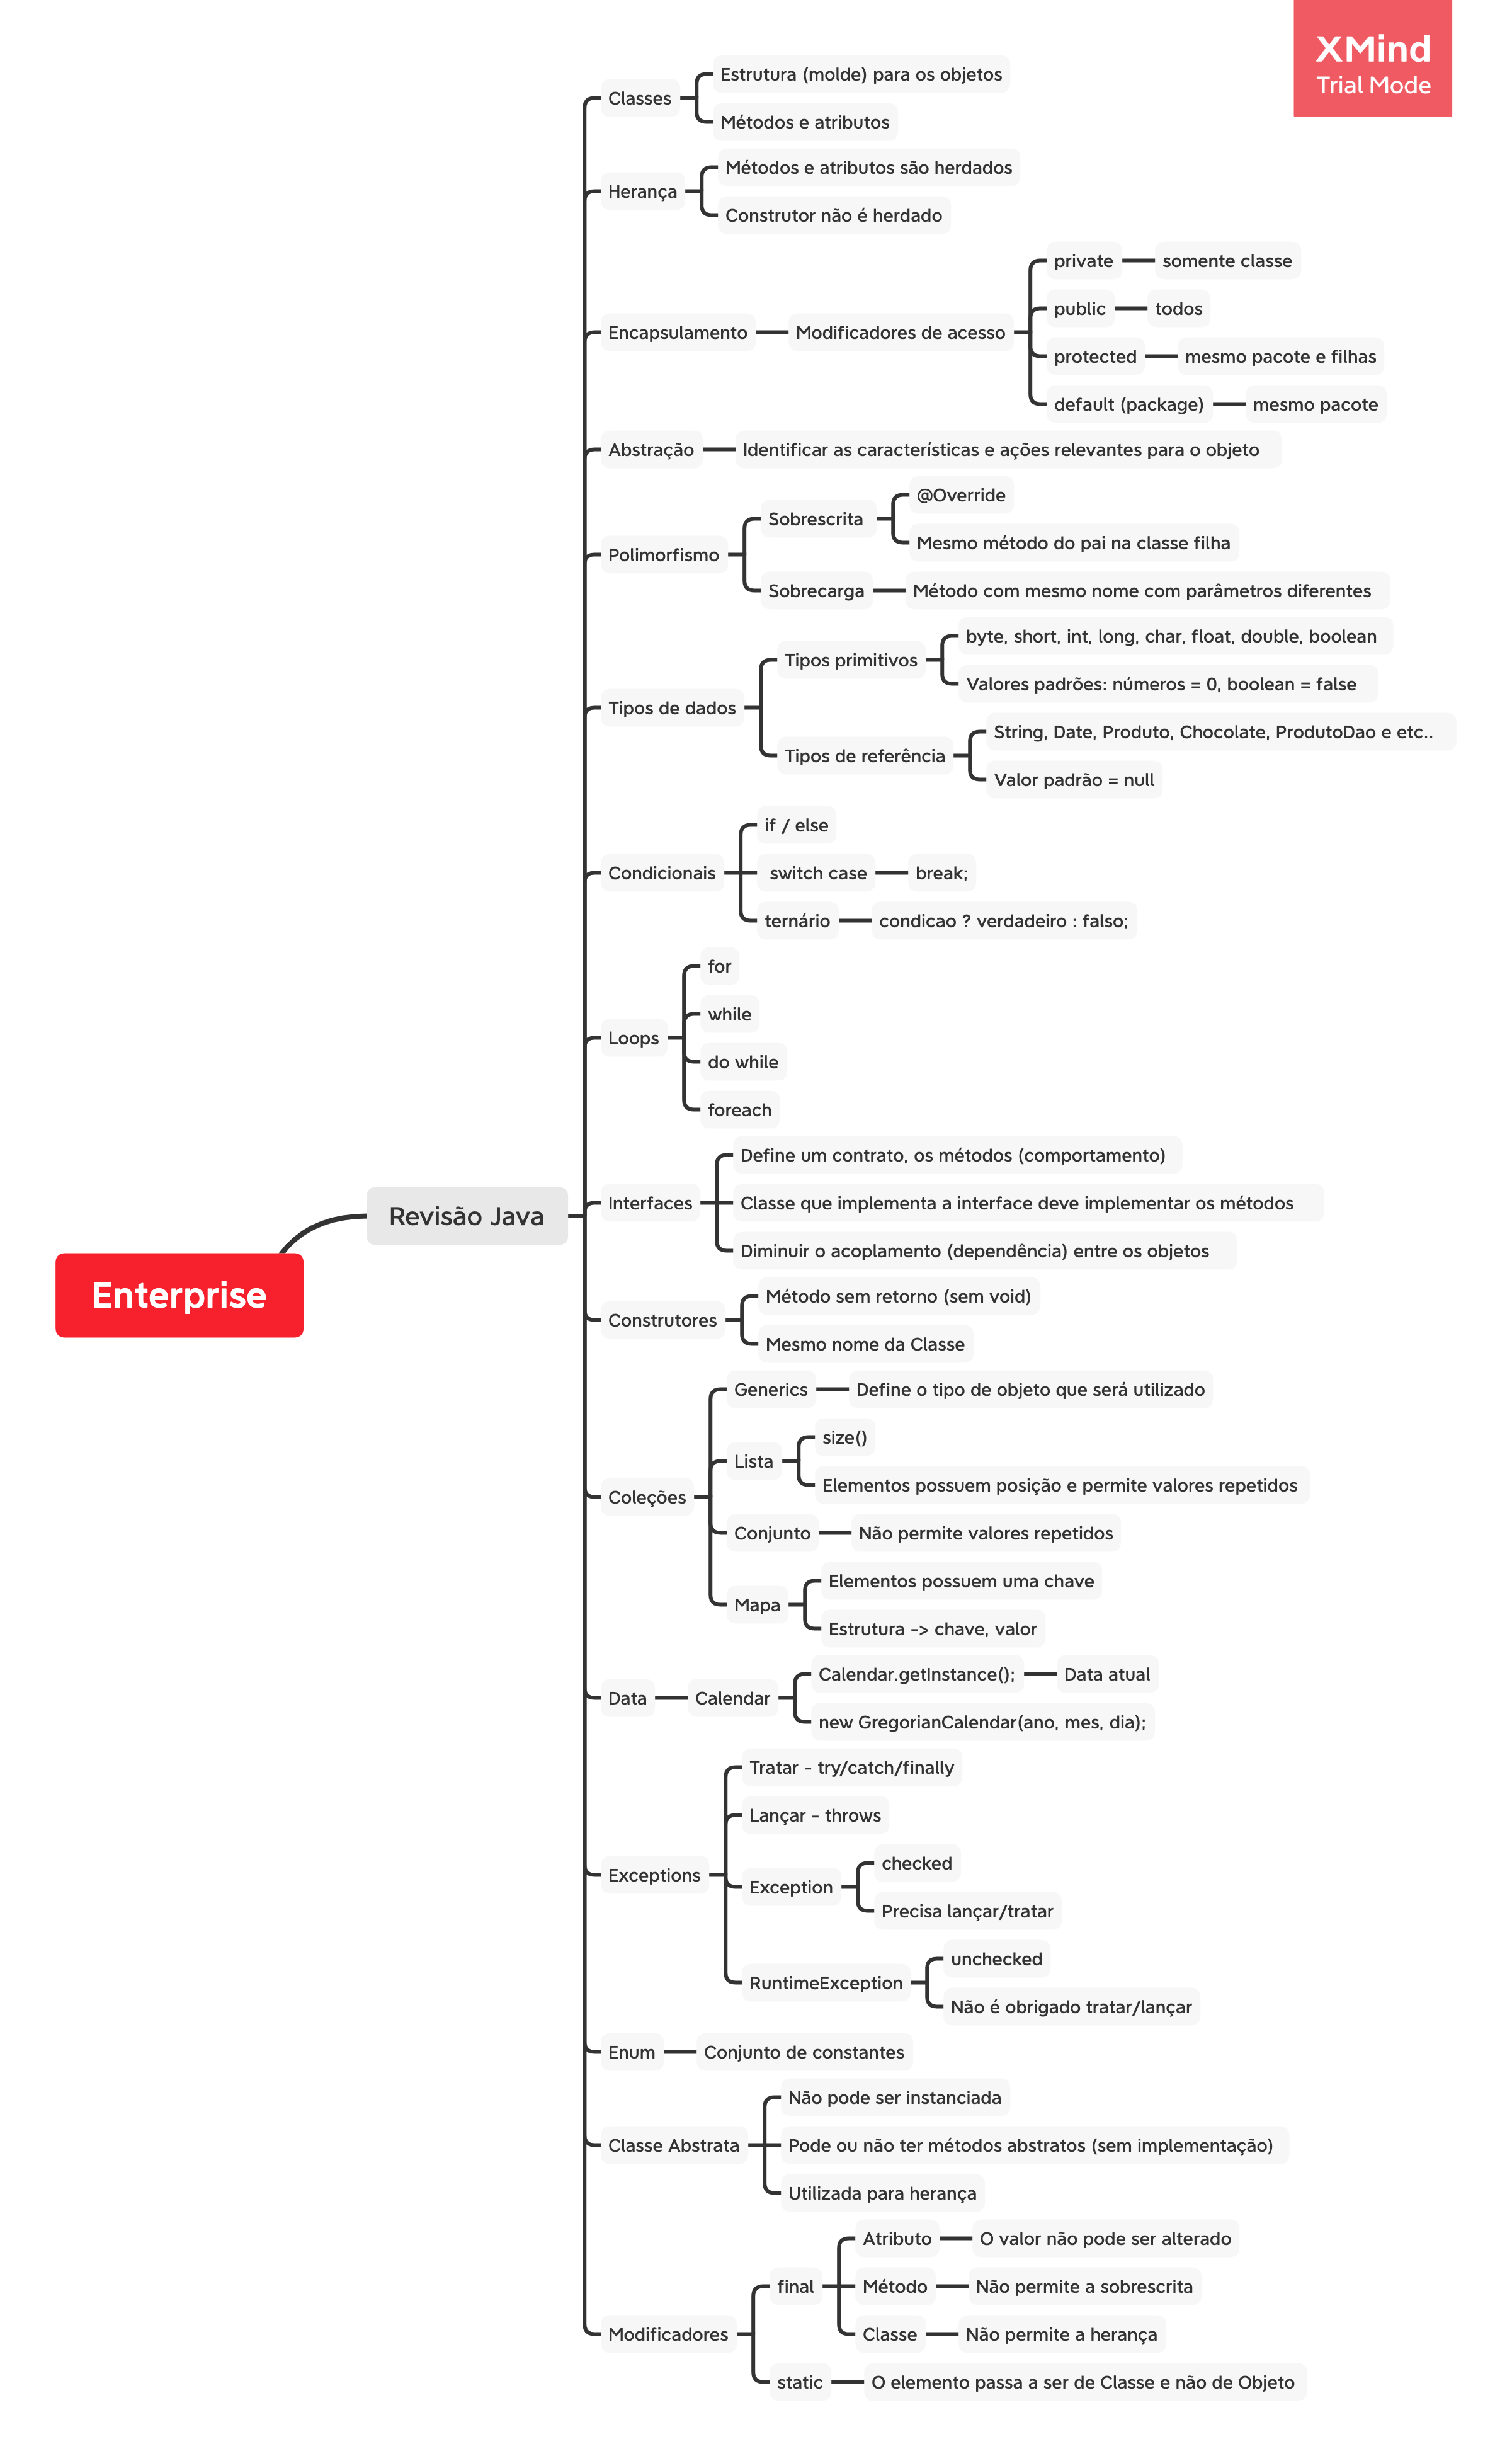 XMind
Trial Mode
Classes
Estrutura (molde) para os objetos
Métodos e atributos
Herança
Métodos e atributos são herdados
Construtor não é herdado
Encapsulamento
Modificadores de acesso
private
somente classe
public
todos
protected
mesmo pacote e filhas
default (package)
mesmo pacote
Abstração
Identificar as características e ações relevantes para o objeto
Polimorfismo
Sobrescrita
@Override
Mesmo método do pai na classe filha
Sobrecarga
Método com mesmo nome com parâmetros diferentes
Tipos de dados
Tipos primitivos
byte, short, int, long, char, float, double, boolean
Valores padrões: números = 0, boolean = false
Tipos de referência
String, Date, Produto, Chocolate, ProdutoDao e etc..
Valor padrão = null
Condicionais
if / else
switch case
break;
ternário
condicao ? verdadeiro : falso;
Loops
for
while
do while
foreach
Enterprise
Revisão Java
Interfaces
Define um contrato, os métodos (comportamento)
Classe que implementa a interface deve implementar os métodos
Diminuir o acoplamento (dependência) entre os objetos
Construtores
Método sem retorno (sem void)
Mesmo nome da Classe
Coleções
Generics
Define o tipo de objeto que será utilizado
Lista
size()
Elementos possuem posição e permite valores repetidos
Conjunto
Não permite valores repetidos
Mapa
Elementos possuem uma chave
Estrutura -> chave, valor
Data
Calendar
Calendar.getInstance();
Data atual
new GregorianCalendar(ano, mes, dia);
Exceptions
Tratar - try/catch/finally
Lançar - throws
Exception
checked
Precisa lançar/tratar
RuntimeException
unchecked
Não é obrigado tratar/lançar
Enum
Conjunto de constantes
Classe Abstrata
Não pode ser instanciada
Pode ou não ter métodos abstratos (sem implementação)
Utilizada para herança
Modificadores
final
Atributo
O valor não pode ser alterado
Método
Não permite a sobrescrita
Classe
Não permite a herança
static
O elemento passa a ser de Classe e não de Objeto